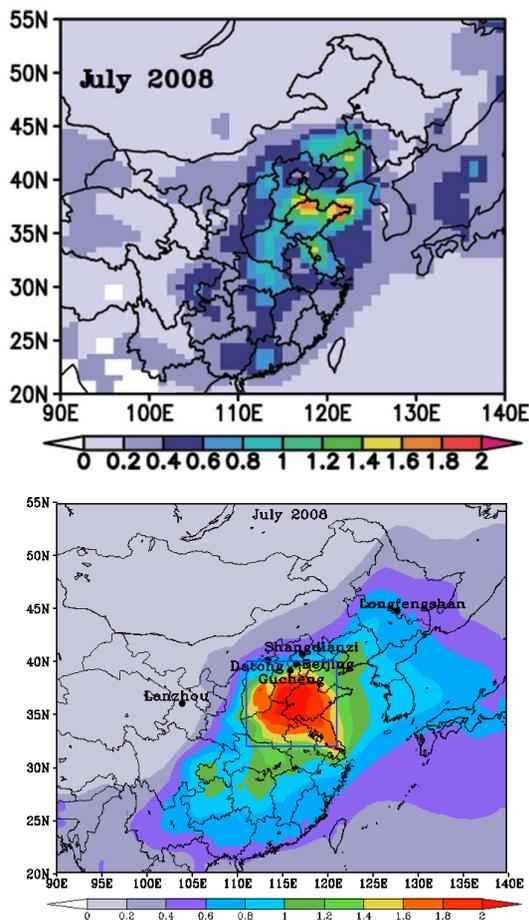 55N
50N
July 2008
45N
40N
35N
30N
25N
20N
90E 100E 110E 120E 130E 140E
0 0.2 0.4 0.6 0.8 1 1.2 1.4 1.6 1.8 2
55N
July 2008
50N
45N
Longfengshan
Shangdianzi
40N
Datong Beijing
Gucheng
Lanzhou
35N
30N
25N
20N
90E 95E 100E 105E 110E 115E 120E 125E 130E 135E 140E
0 0.2 0.4 0.6 0.8 1 1.2 1.4 1.6 1.8